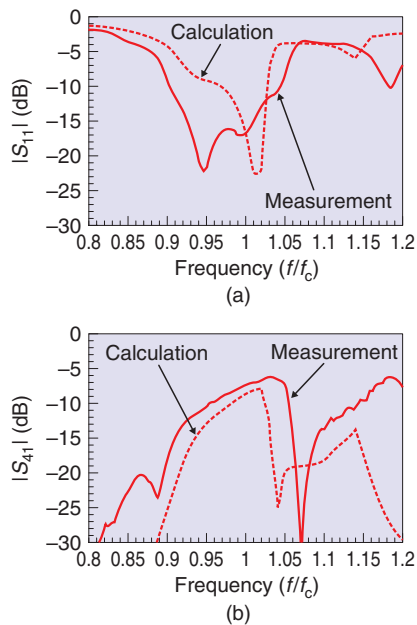 0
−5
−10
−15
−20
−25
−30
|S11| (dB)
Calculation
Measurement
0.8 0.85 0.9 0.95 1 1.05 1.1 1.15 1.2
Frequency (f/fc)
(a)
0
−5
−10
−15
−20
−25
−30
|S41| (dB)
Calculation
Measurement
0.8 0.85 0.9 0.95 1 1.05 1.1 1.15 1.2
Frequency (f/fc)
(b)